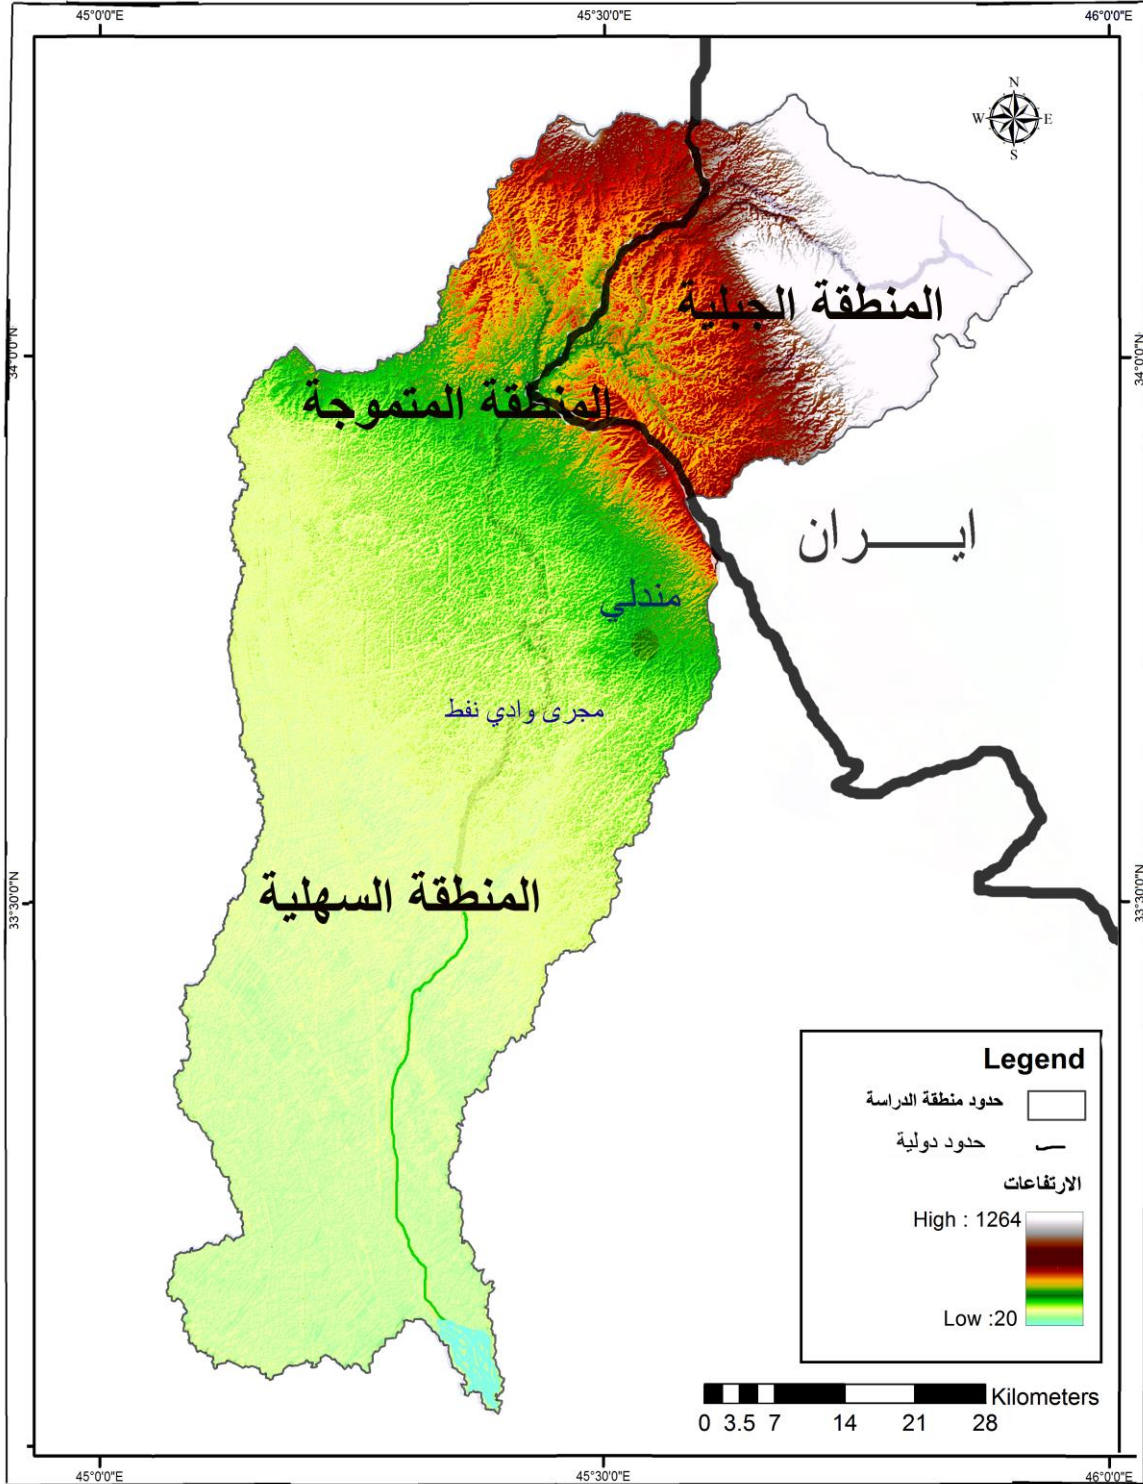 45°0'0"E
45°30'0"E
46°0'0"E
N
W
E
S
المنطقة الجبلية
34°0'0"N
34°0'0"N
المنطقة المتموجة
ايـــــران
مندلي
مجرى وادي نفط
المنطقة السهلية
33°30'0"N
33°30'0"N
Legend
حدود منطقة الدراسة
حدود دولية
الارتفاعات
High : 1264
Low :20
Kilometers
0 3.5 7 14 21 28
45°0'0"E
45°30'0"E
46°0'0"E